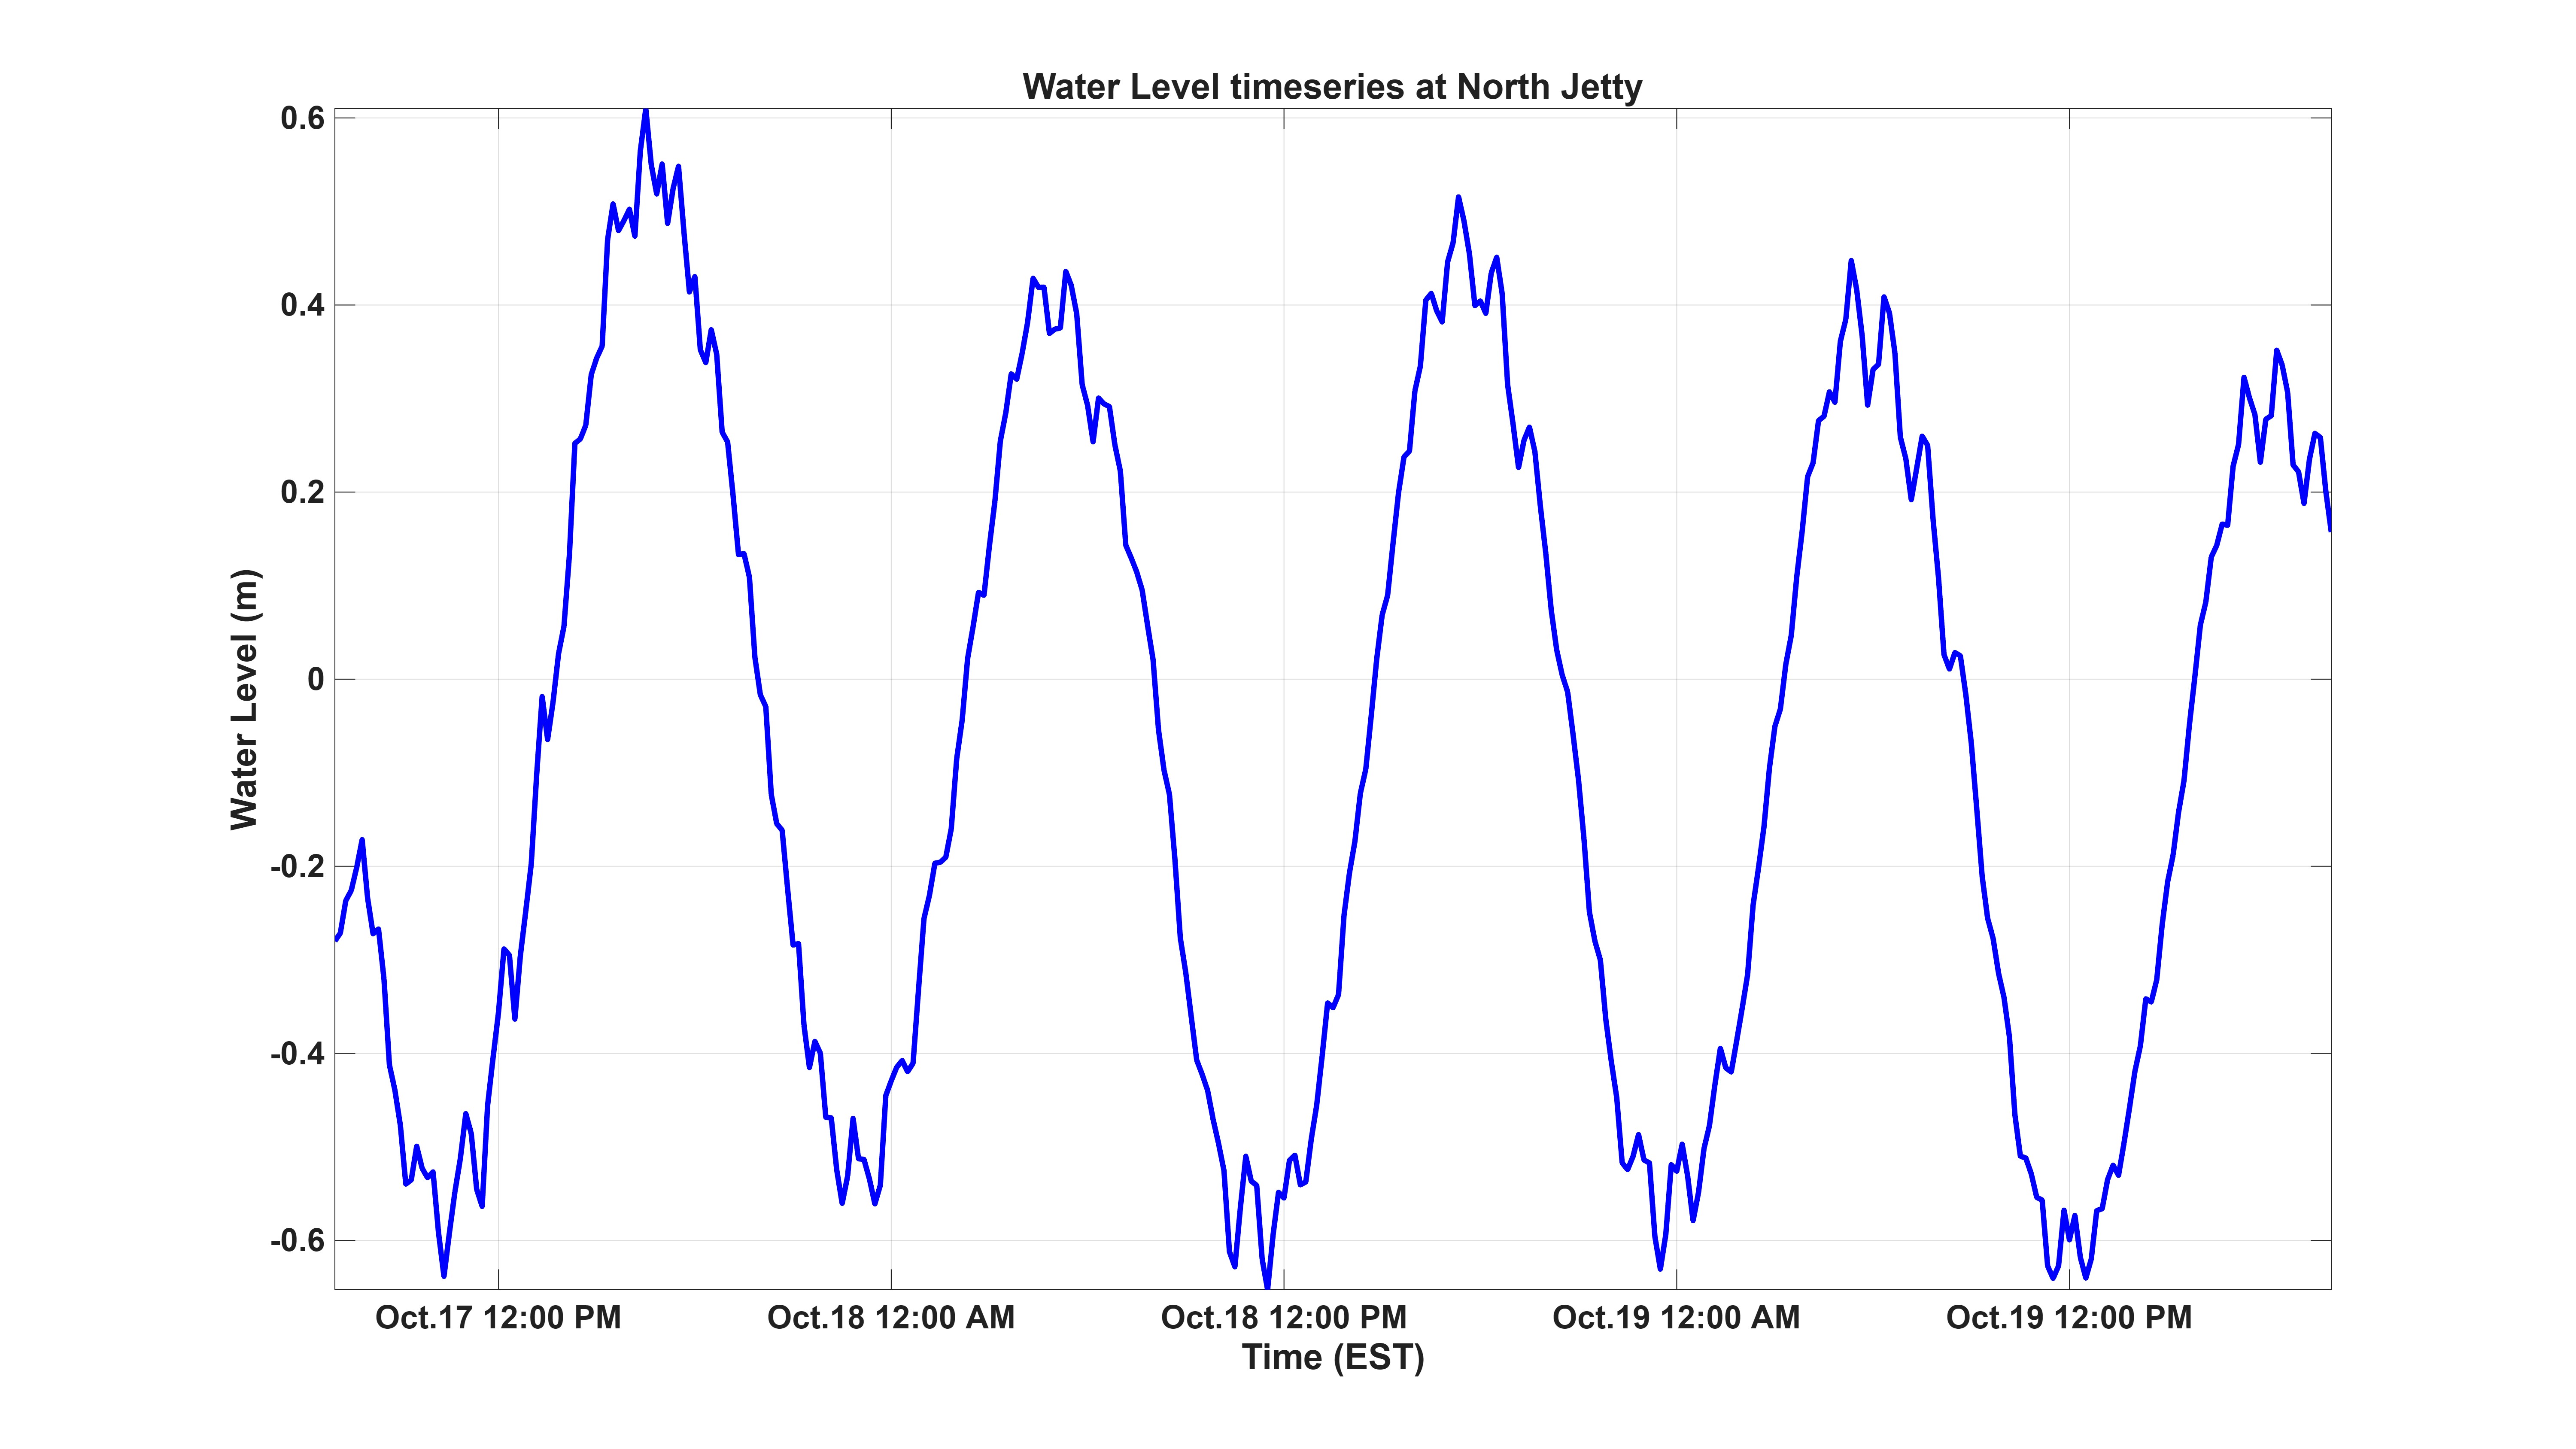 Water Level timeseries at North Jetty
0.6
0.4
0.2
0
-0.2
-0.4
-0.6
Water Level (m)
Oct.17 12:00 PM
Oct.18 12:00 AM
Oct.18 12:00 PM
Oct.19 12:00 AM
Oct.19 12:00 PM
Time (EST)